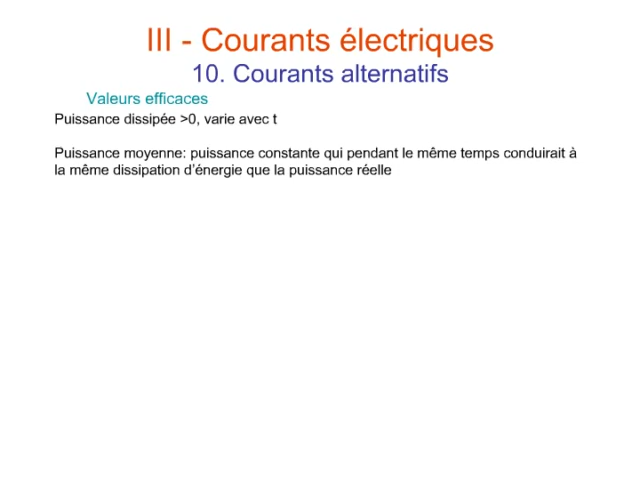 III - Courants électriques
10. Courants alternatifs
Valeurs efficaces
Puissance dissipée >0, varie avec t
Puissance moyenne: puissance constante qui pendant le même temps conduirait à
la même dissipation d’énergie que la puissance réelle